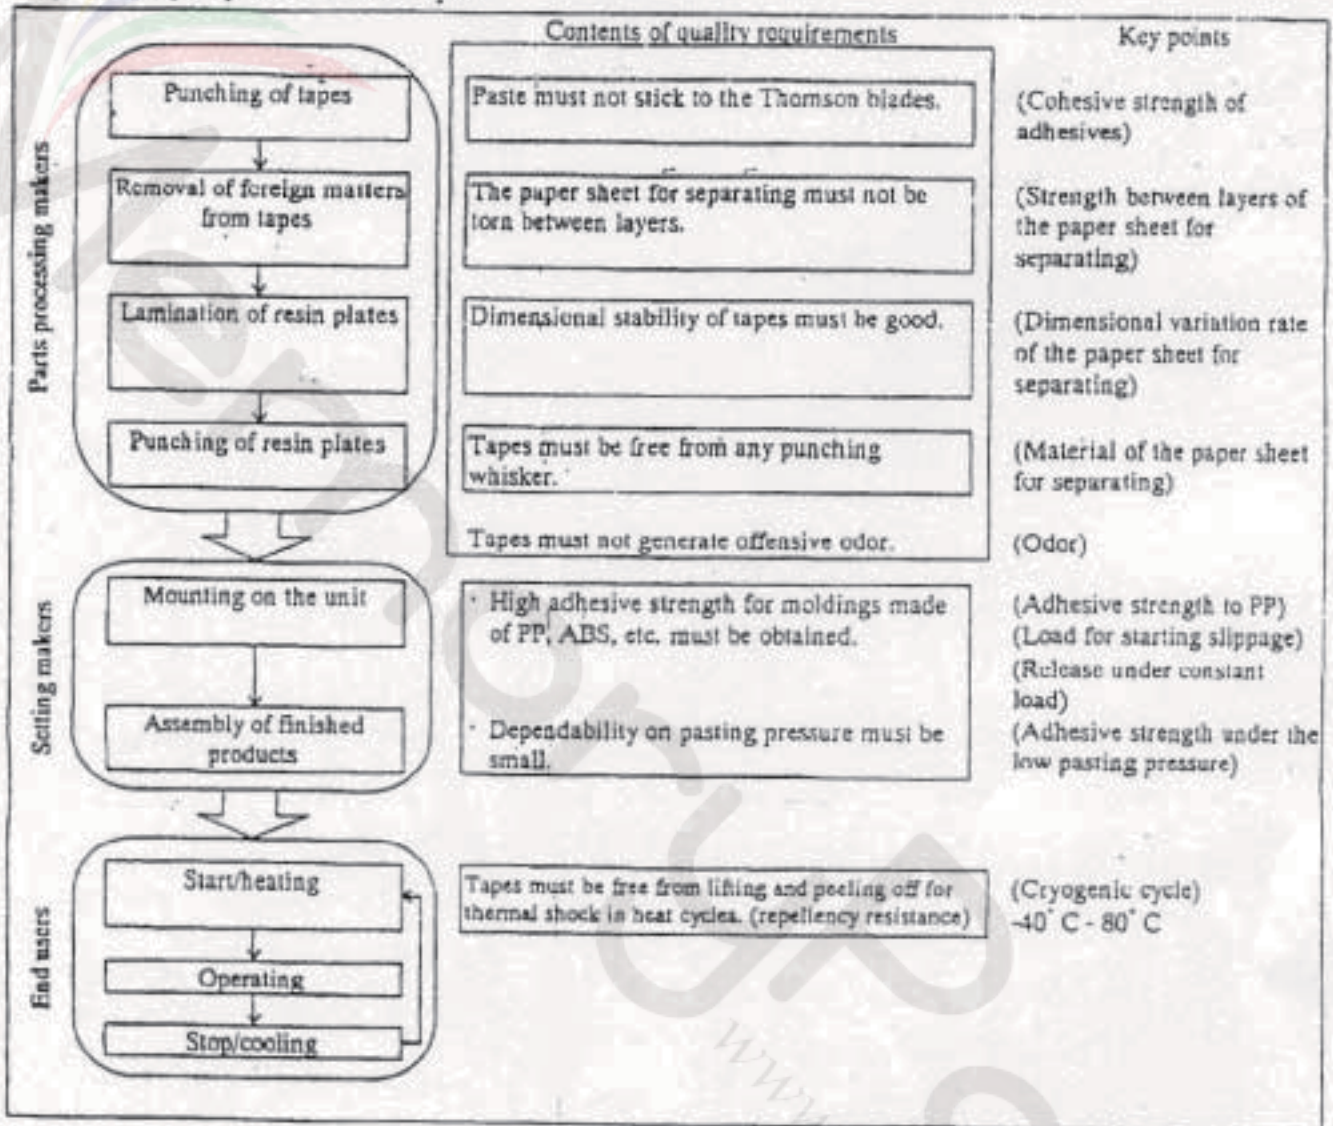 Contents of quality requirements
Key points
Parts processing makers
Punching of tapes
Paste must not stick to the Thomson blades.
(Cohesive strength of
adhesives)
Removal of foreign matters
from tapes
The paper sheet for separating must not be
torn between layers.
(Strength between layers of
the paper sheet for
separating)
Lamination of resin plates
Dimensional stability of tapes must be good.
(Dimensional variation rate
of the paper sheet for
separating)
Punching of resin plates
Tapes must be free from any punching
whisker.
(Material of the paper sheet
for separating)
Tapes must not generate offensive odor.
(Odor)
Setting makers
Mounting on the unit
· High adhesive strength for moldings made
of PP, ABS, etc. must be obtained.
(Adhesive strength to PP)
(Load for starting slippage)
(Release under constant
load)
Assembly of finished
products
· Dependability on pasting pressure must be
small.
(Adhesive strength under the
low pasting pressure)
End users
Start/heating
Tapes must be free from lifting and peeling off for
thermal shock in heat cycles. (repellency resistance)
(Cryogenic cycle)
-40° C - 80° C
Operating
Stop/cooling
www